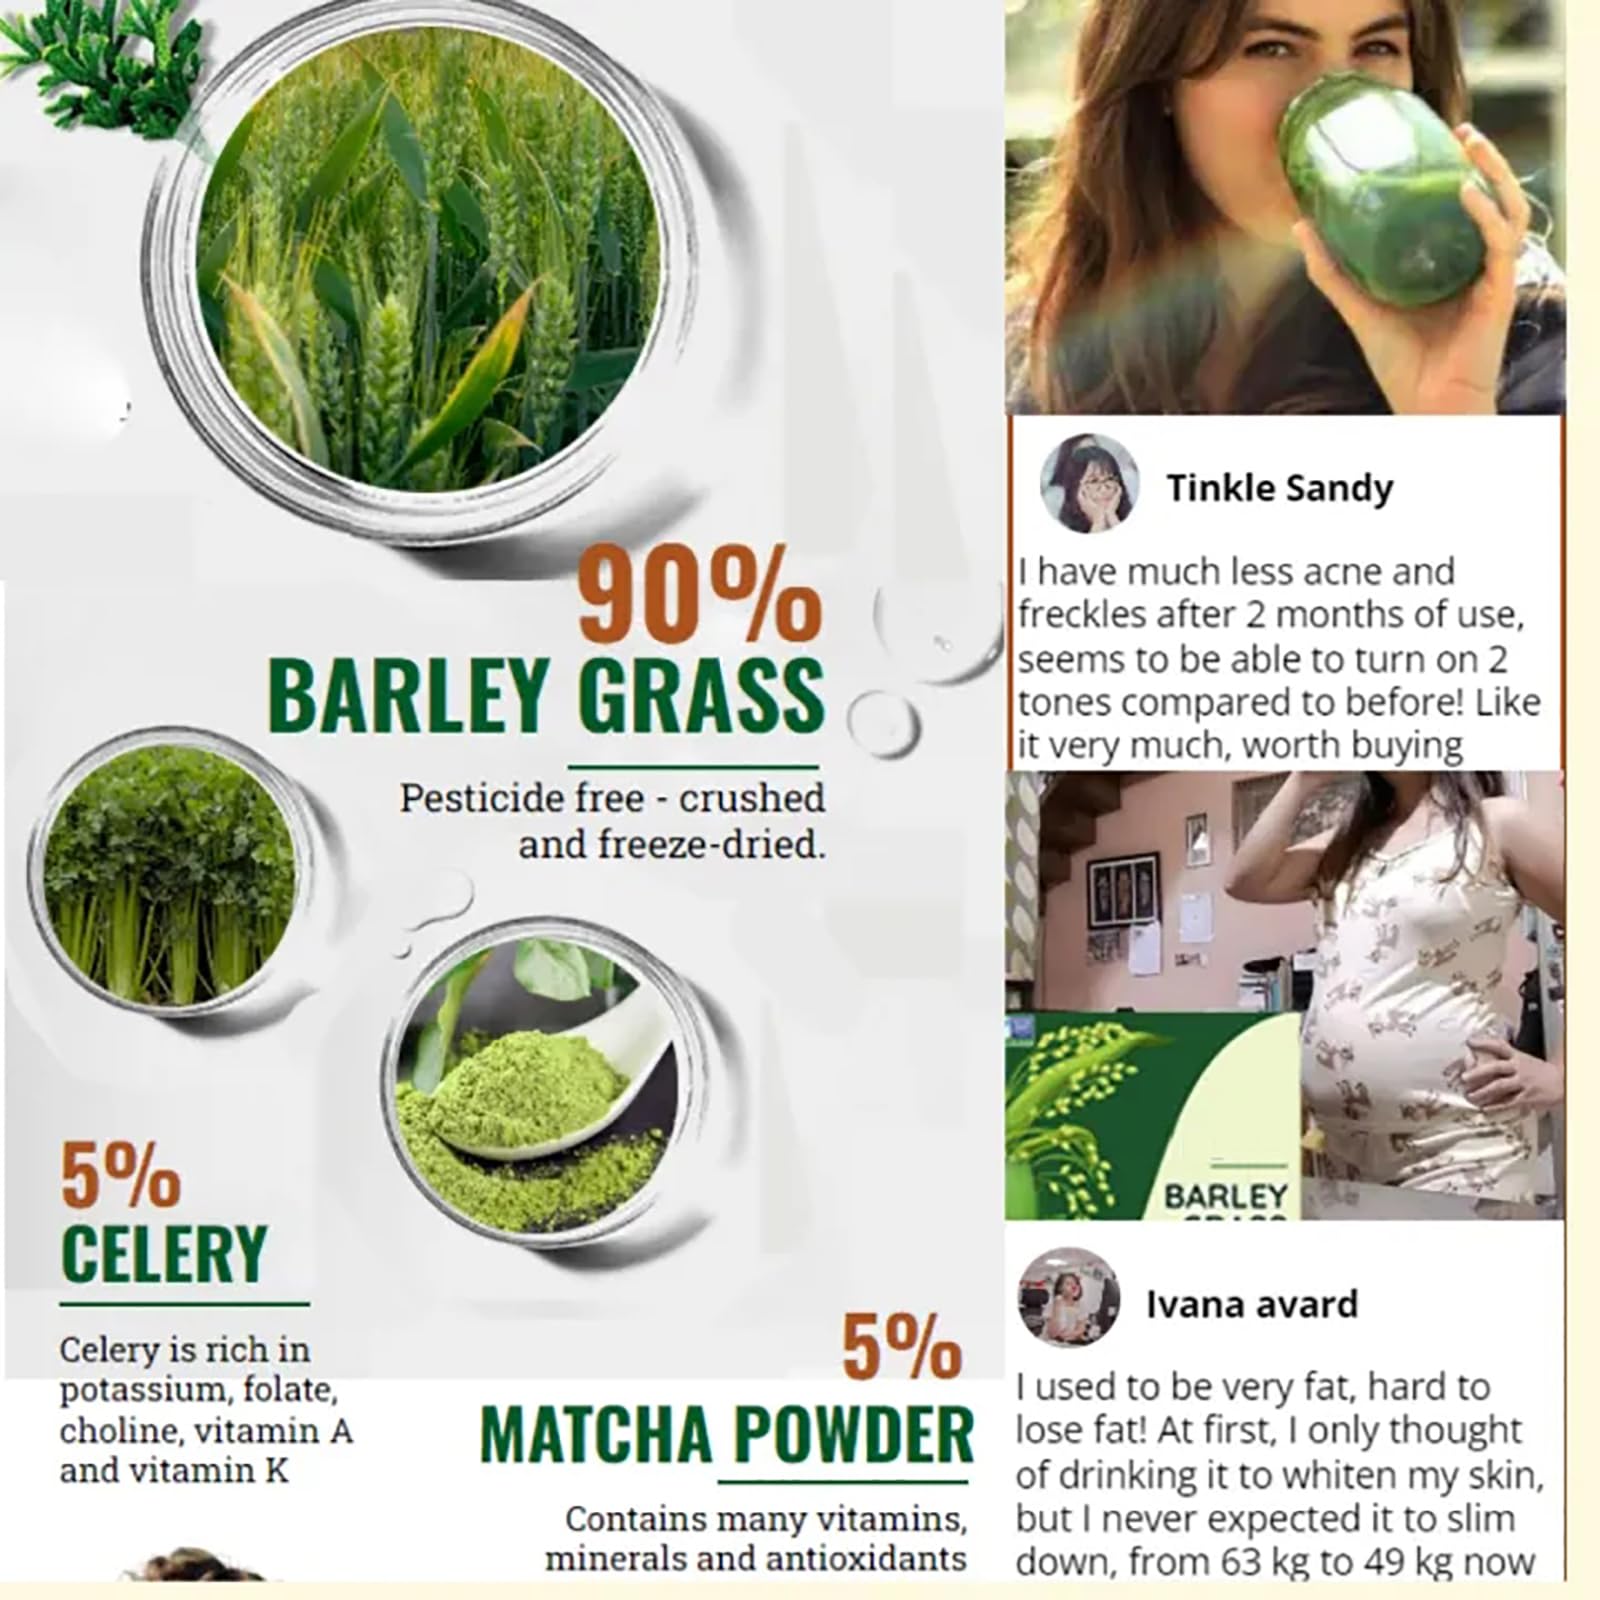 90%
BARLEY GRASS
Pesticide free - crushed
and freeze-dried.
5%
CELERY
Celery is rich in
potassium, folate,
choline, vitamin A
and vitamin K
5%
MATCHA POWDER
Contains many vitamins,
minerals and antioxidants
Tinkle Sandy
I have much less acne and
freckles after 2 months of use,
seems to be able to turn on 2
tones compared to before! Like
it very much, worth buying
BARLEY
GRASS
Ivana avard
I used to be very fat, hard to
lose fat! At first, I only thought
of drinking it to whiten my skin,
but I never expected it to slim
down, from 63 kg to 49 kg now